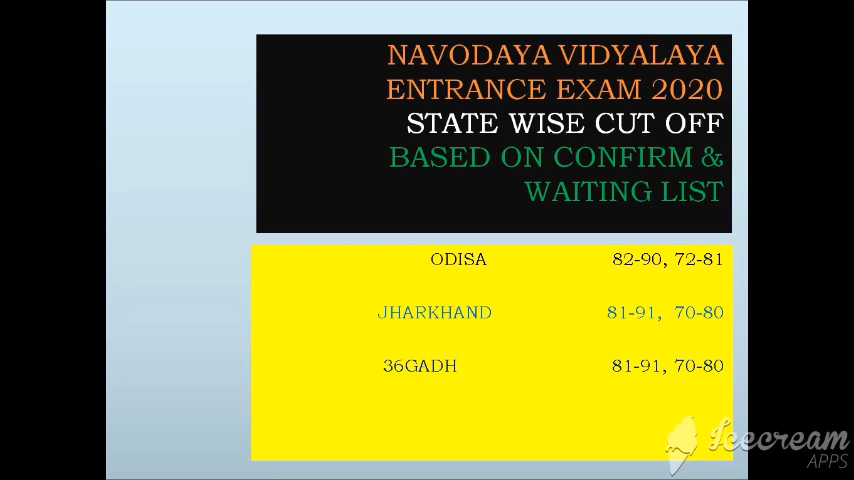 NAVODAYA VIDYALAYA
ENTRANCE EXAM 2020
STATE WISE CUT OFF
BASED ON CONFIRM &
WAITING LIST
ODISA 82-90, 72-81
JHARKHAND 81-91, 70-80
36GADH 81-91, 70-80
Icecream
APPS